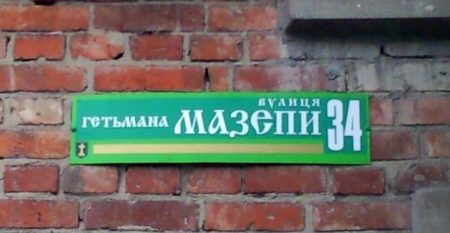 вулиця
гетьмана МАЗЕПИ 34